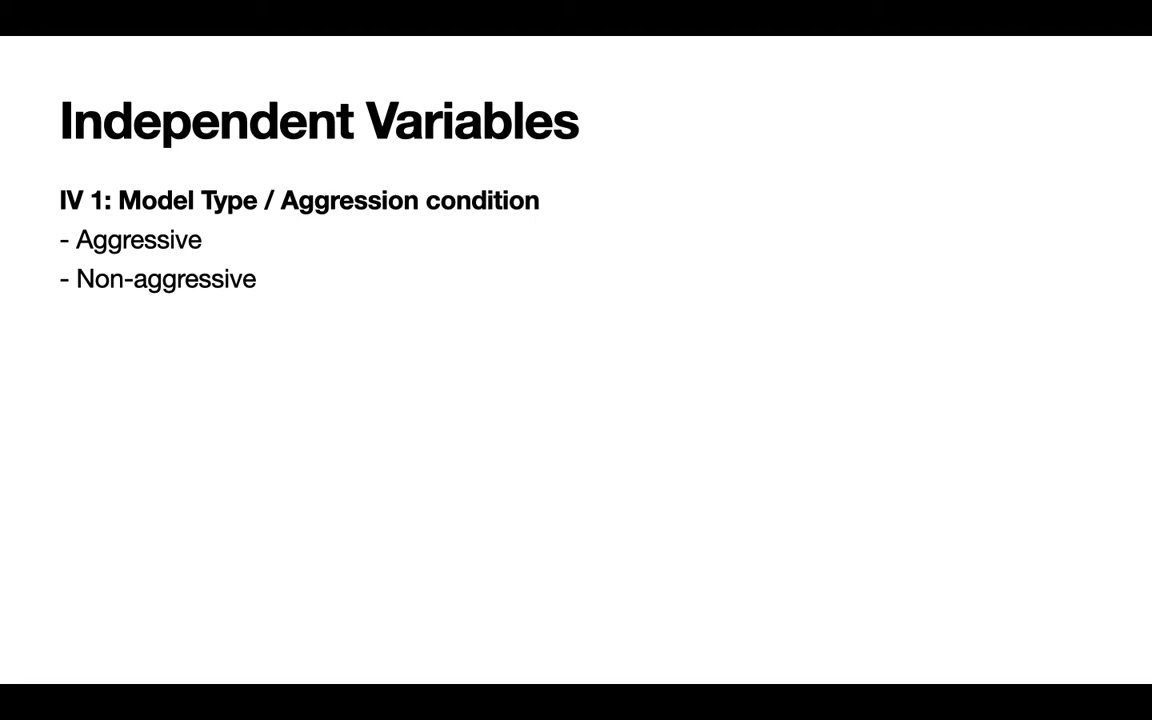 Independent Variables
IV 1: Model Type / Aggression condition
- Aggressive
- Non-aggressive